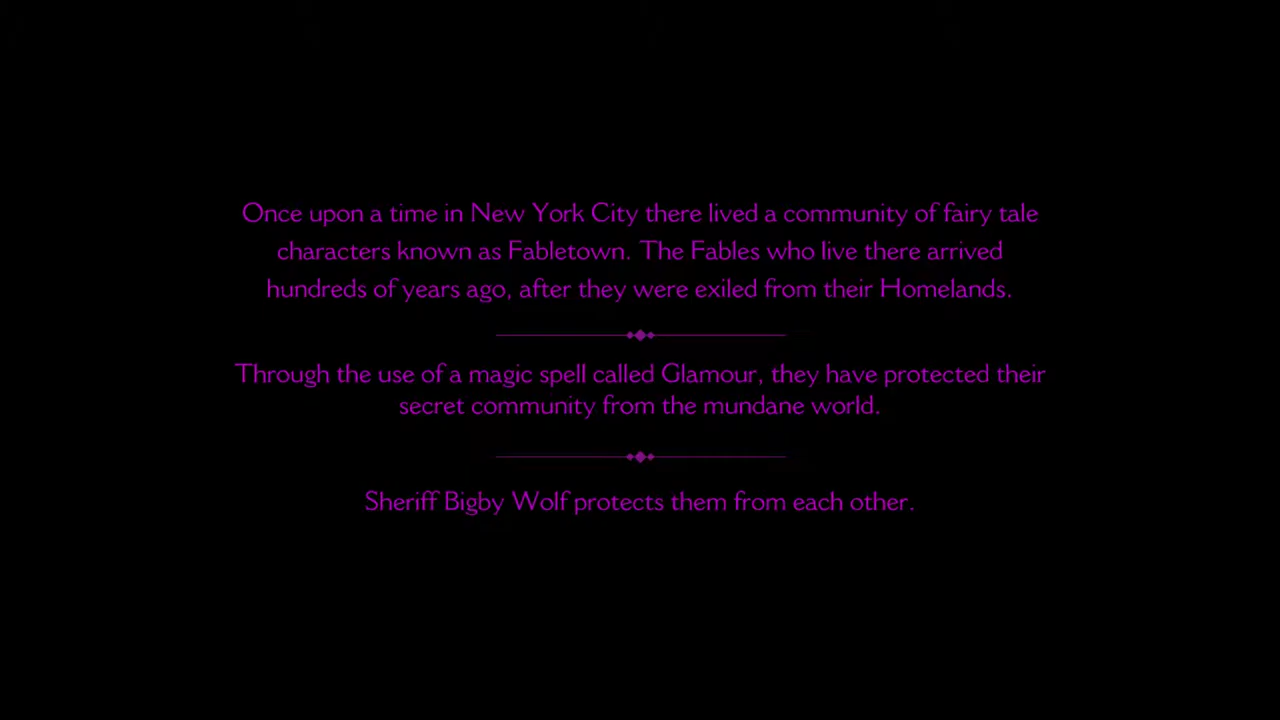 Once upon a time in New York City there lived a community of fairy tale
characters known as Fabletown. The Fables who live there arrived
hundreds of years ago, after they were exiled from their Homelands.
Through the use of a magic spell called Glamour, they have protected their
secret community from the mundane world.
Sheriff Bigby Wolf protects them from each other.